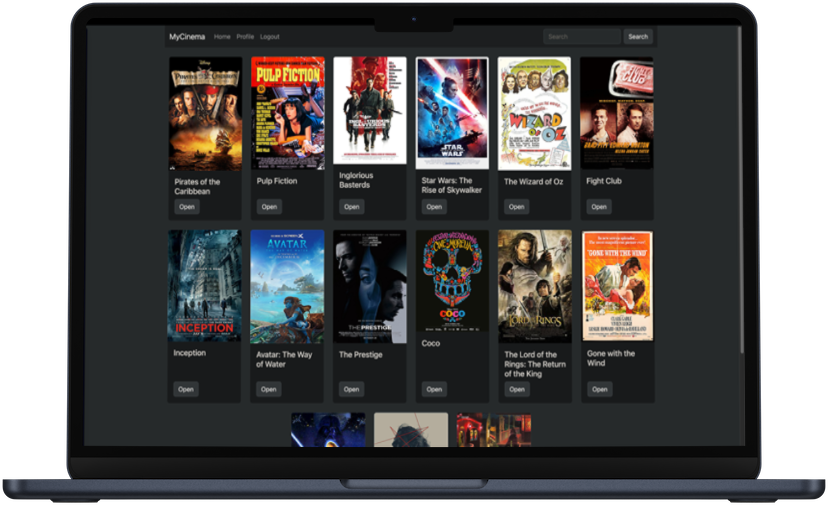 MyCinema Home Profile Logout Search Search
PIRATES of the CARIBBEAN
PULP FICTION
STAR WARS
WIZARD OF OZ
FIGHT CLUB
Pirates of the
Caribbean
Pulp Fiction
Inglorious
Basterds
Star Wars: The
Rise of Skywalker
The Wizard of Oz
Fight Club
Open Open Open Open Open Open
INCEPTION
AVATAR
THE PRESTIGE
COCO
THE LORD OF THE RINGS
GONE WITH THE WIND
Inception
Avatar: The Way
of Water
The Prestige
Coco
The Lord of the
Rings: The Return
of the King
Gone with the
Wind
Open Open Open Open Open Open